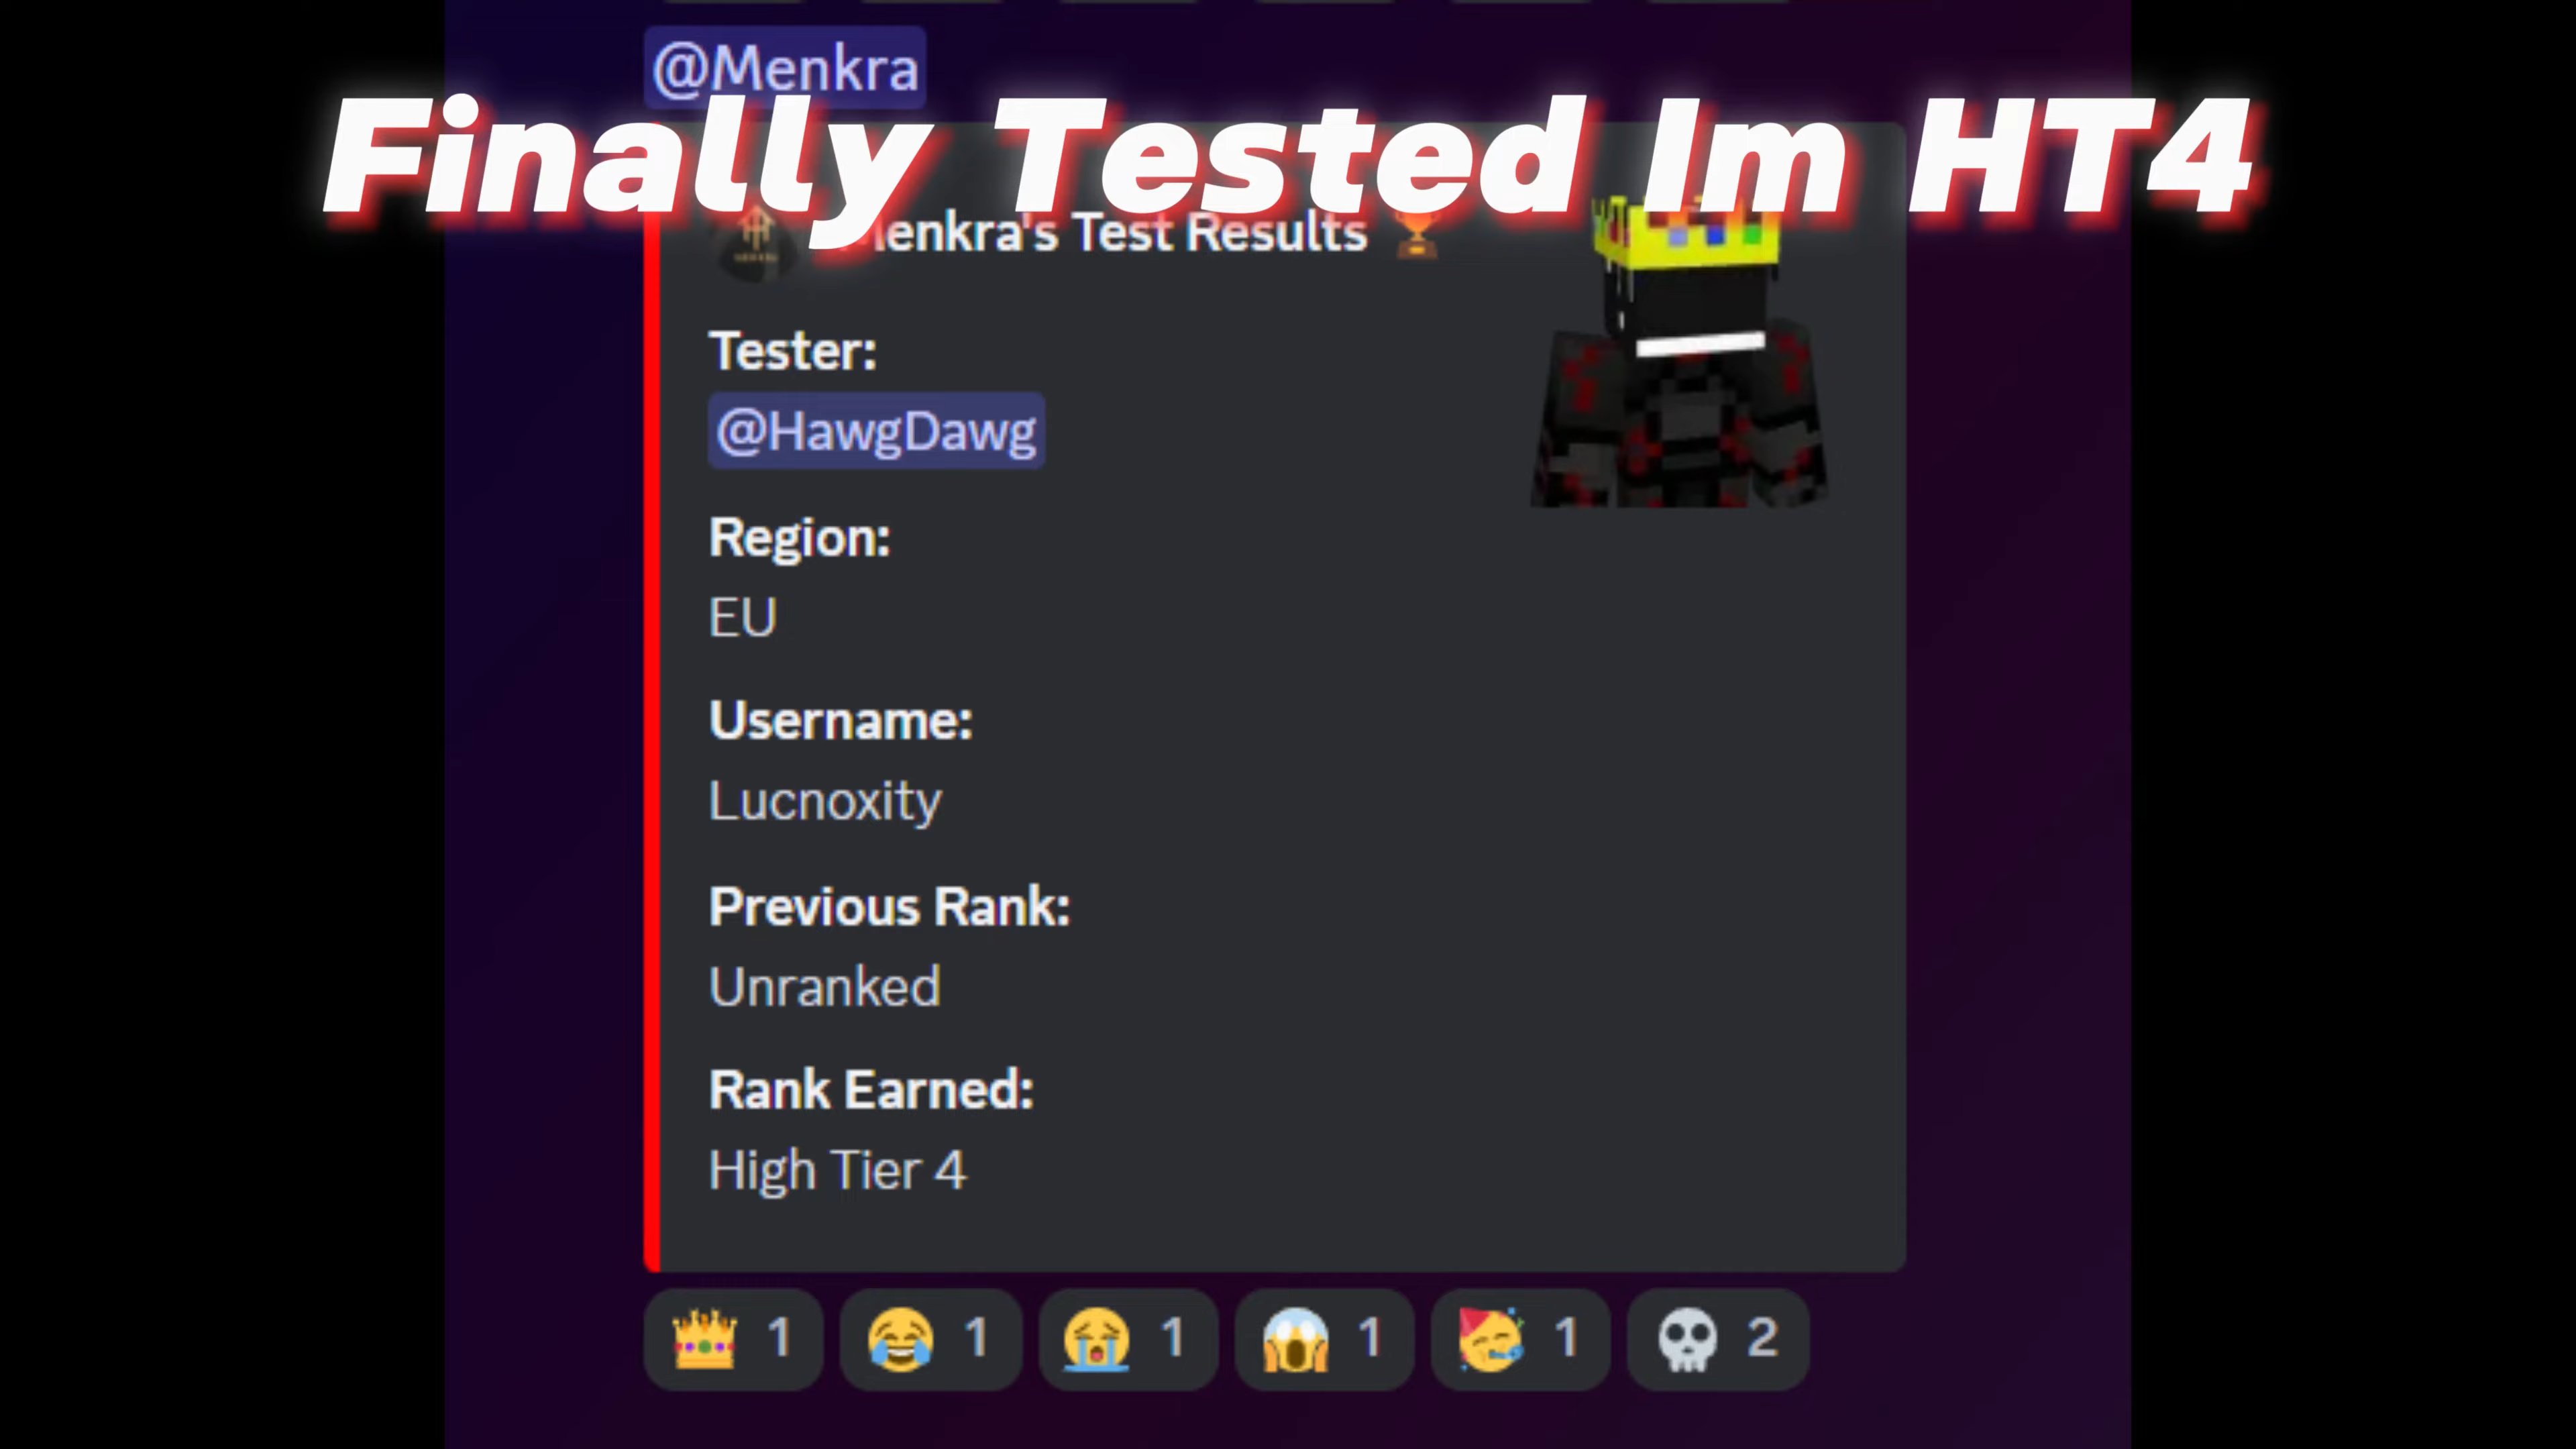 @Menkra
Finally Tested Im HT4
Menkra's Test Results
Tester:
@HawgDawg
Region:
EU
Username:
Lucnoxity
Previous Rank:
Unranked
Rank Earned:
High Tier 4
1 1 1 1 1 2